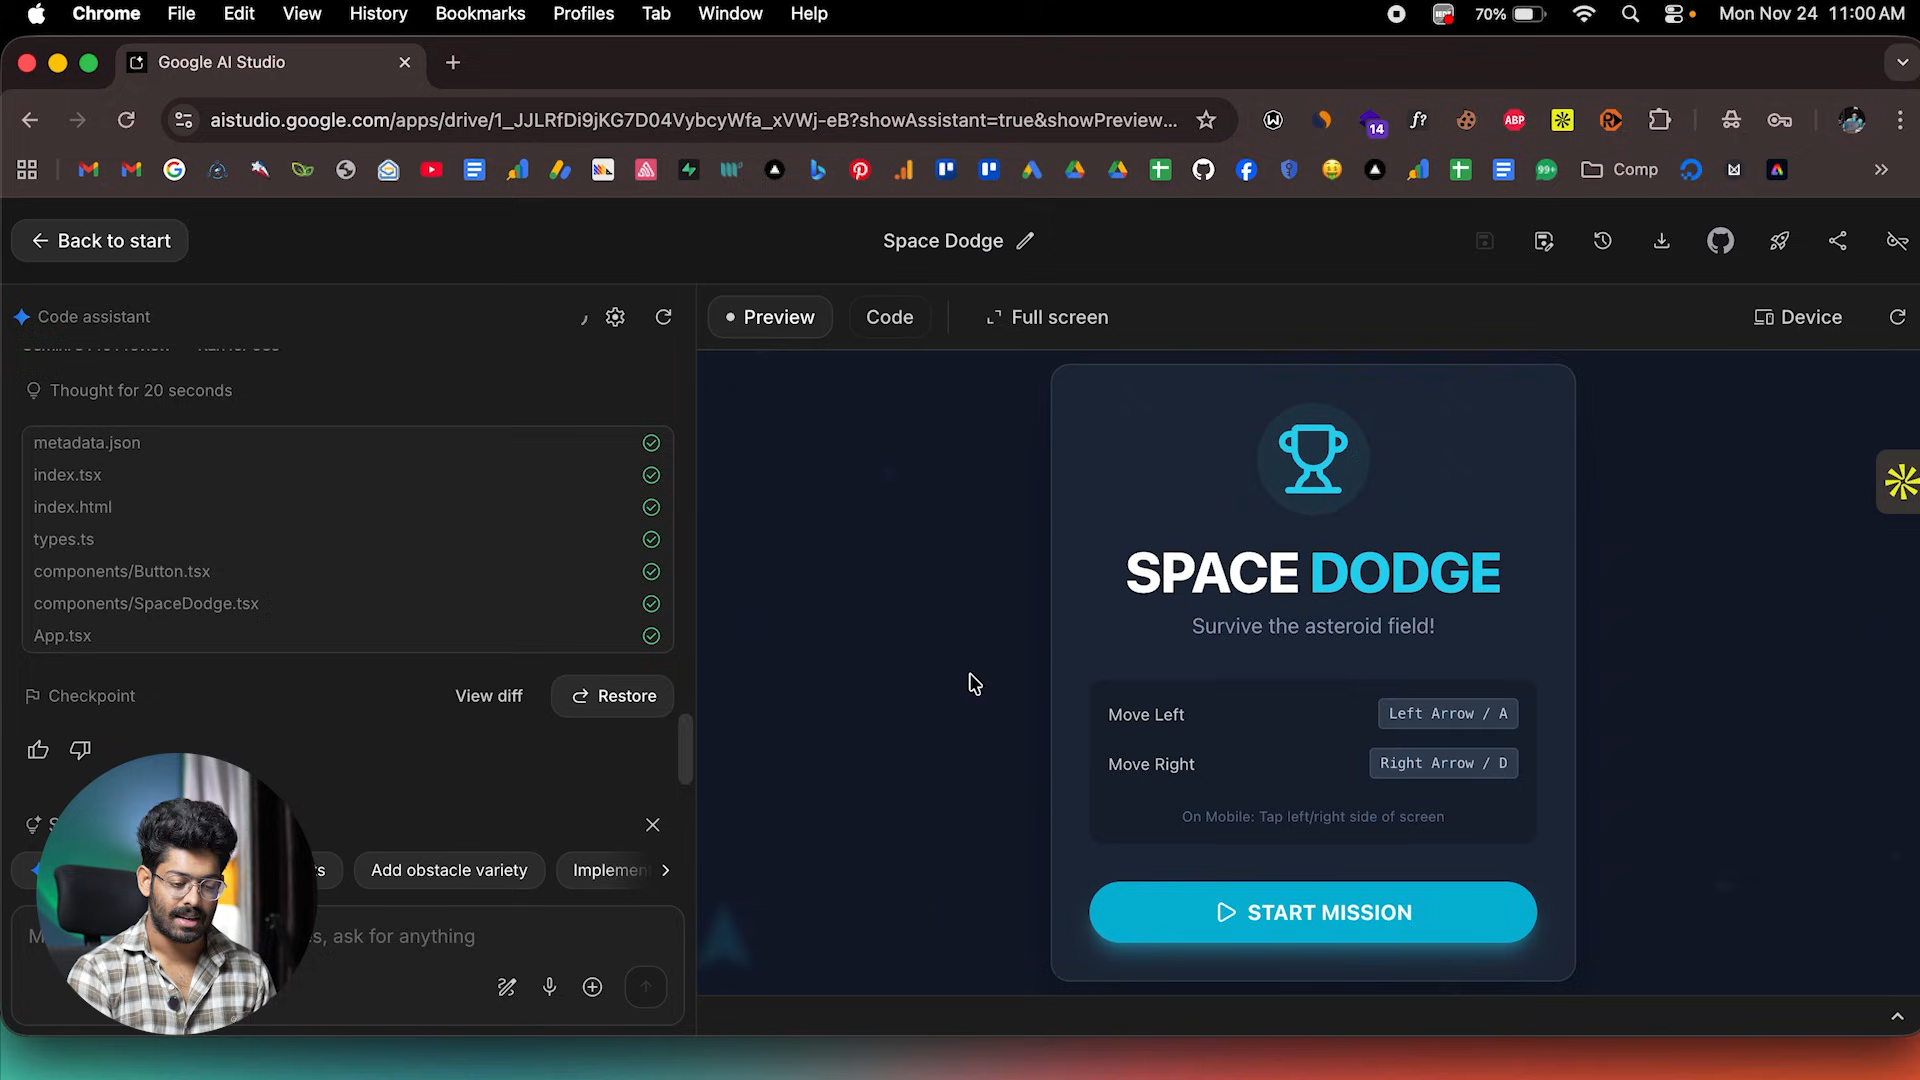 Chrome File Edit View History Bookmarks Profiles Tab Window Help 70% Mon Nov 24 11:00 AM
Google AI Studio
aistudio.google.com/apps/drive/1_JJLRfDi9jKG7D04VybcyWfa_xVWj-eB?showAssistant=true&showPreview...
14
ABP
99+
Comp
Back to start
Space Dodge
Code assistant
Preview
Code
Full screen
Device
Thought for 20 seconds
metadata.json
index.tsx
index.html
types.ts
components/Button.tsx
components/SpaceDodge.tsx
App.tsx
Checkpoint
View diff
Restore
Add obstacle variety
Implemen
s, ask for anything
SPACE DODGE
Survive the asteroid field!
Move Left Left Arrow / A
Move Right Right Arrow / D
On Mobile: Tap left/right side of screen
START MISSION